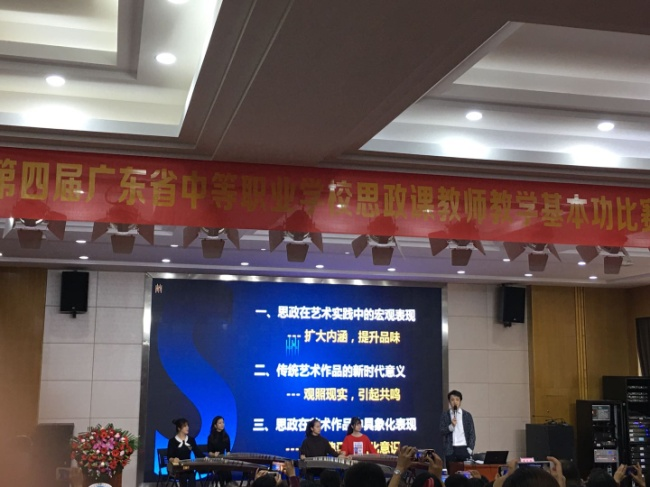 第四届广东省中等职业学校思政课教师教学基本功比赛
一、思政在艺术实践中的宏观表现
--- 扩大内涵，提升品味
二、传统艺术作品的新时代意义
--- 观照现实，引起共鸣
三、思政在艺术作品 具象化表现
--- 化意识